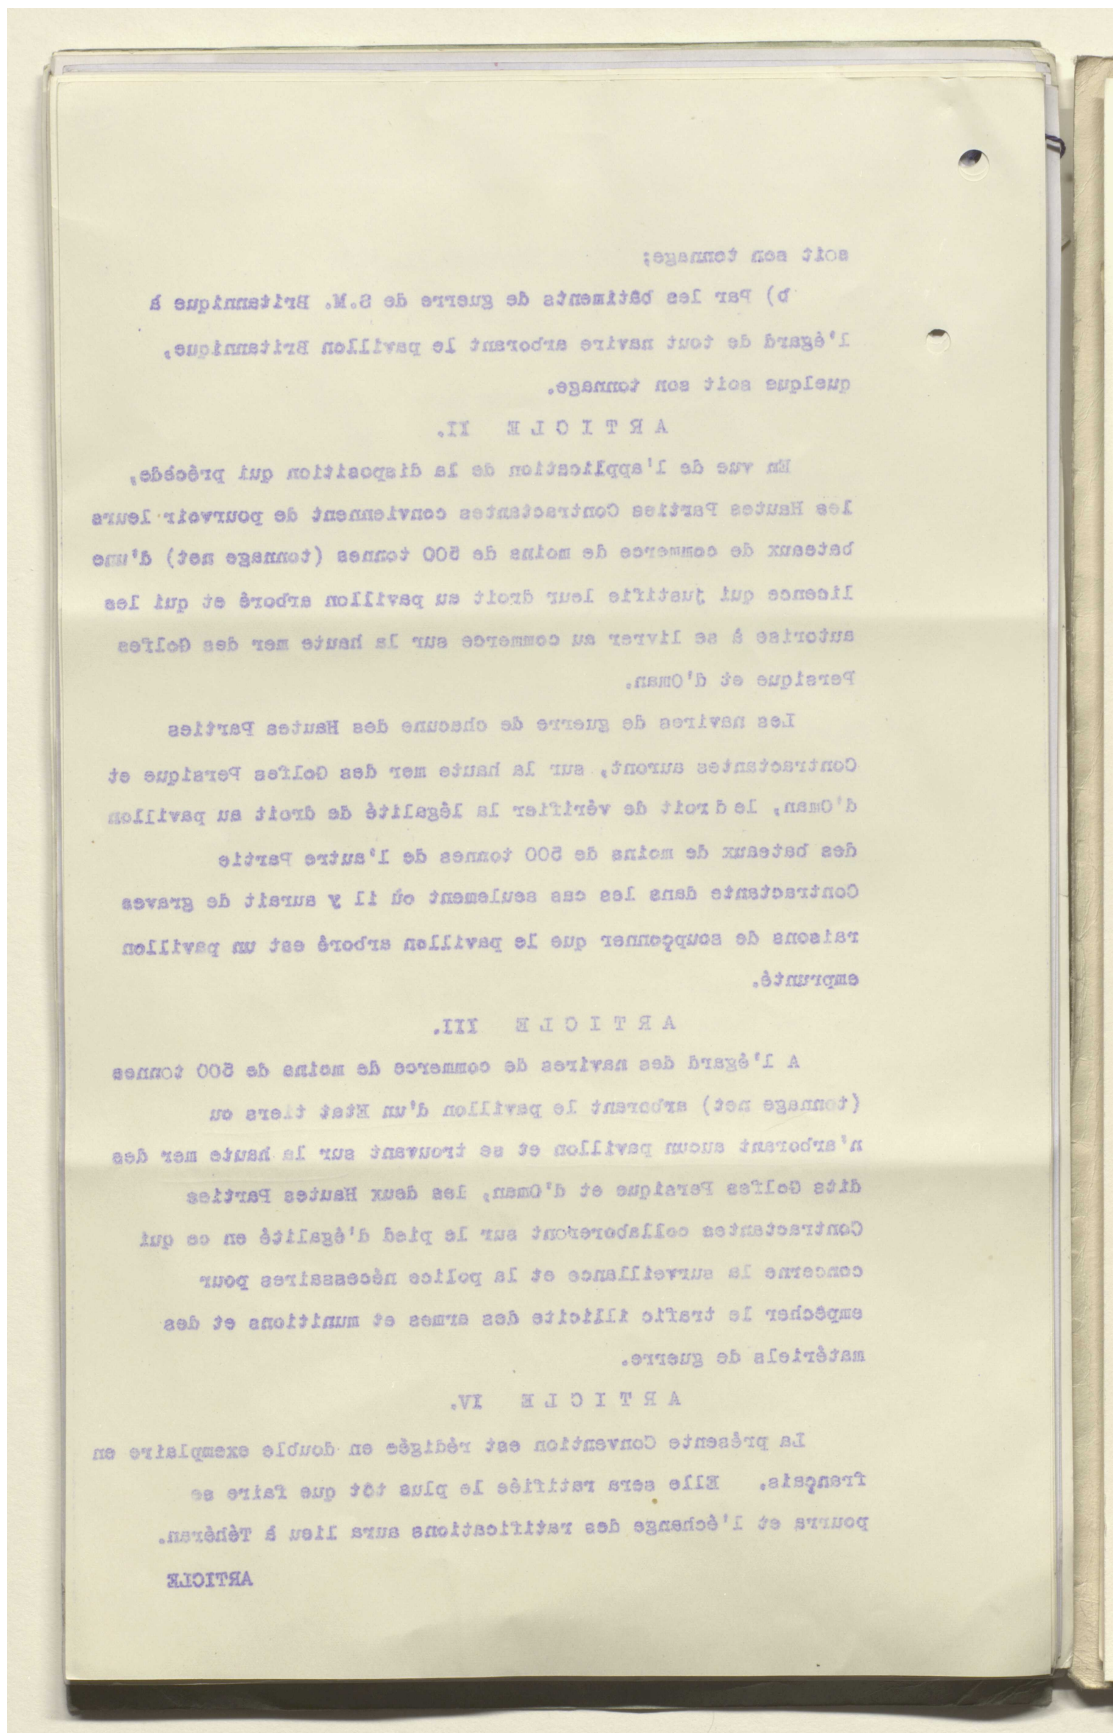 soit son tonnage;
b) Par les bâtiments de guerre de S.M. Britannique à
l'égard de tout navire arborant le pavillon Britannique,
quelque soit son tonnage.
ARTICLE II.
En vue de l'application de la disposition qui précède,
les Hautes Parties Contractantes conviennent de pourvoir leurs
bateaux de commerce de moins de 500 tonnes (tonnage net) d'une
licence qui justifie leur droit au pavillon arboré et qui les
autorise à se livrer au commerce sur la haute mer des Golfes
Persique et d'Oman.
Les navires de guerre de chacune des Hautes Parties
Contractantes auront, sur la haute mer des Golfes Persique et
d'Oman, le droit de vérifier la légalité de droit au pavillon
des bateaux de moins de 500 tonnes de l'autre Partie
Contractante dans les cas seulement où il y aurait de graves
raisons de soupçonner que le pavillon arboré est un pavillon
emprunté.
ARTICLE III.
A l'égard des navires de commerce de moins de 500 tonnes
(tonnage net) arborant le pavillon d'un Etat tiers ou
n'arborant aucun pavillon et se trouvant sur la haute mer des
dits Golfes Persique et d'Oman, les deux Hautes Parties
Contractantes collaboreront sur le pied d'égalité en ce qui
concerne la surveillance et la police nécessaires pour
empêcher le trafic illicite des armes et munitions et des
matériels de guerre.
ARTICLE IV.
La présente Convention est rédigée en double exemplaire en
français. Elle sera ratifiée le plus tôt que faire se
pourra et l'échange des ratifications aura lieu à Téhéran.
ARTICLE